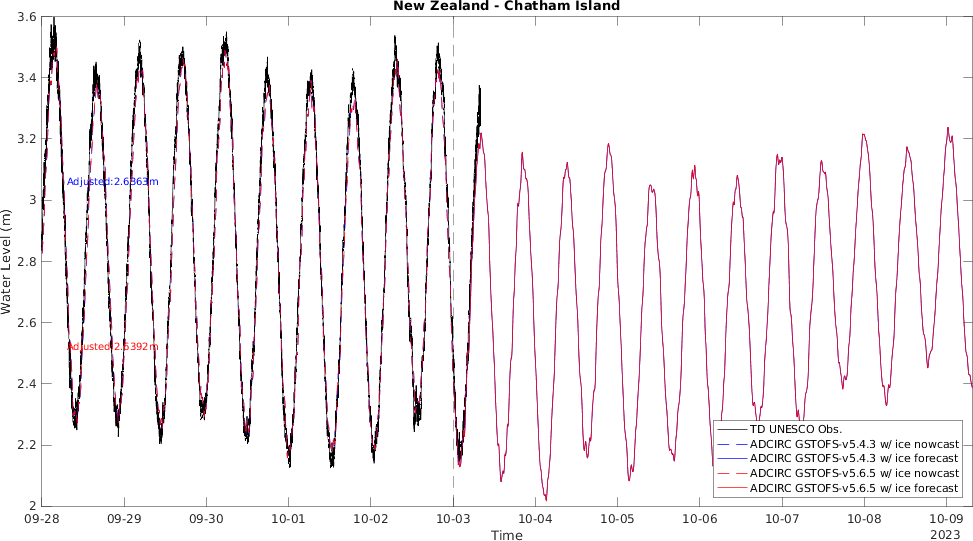 New Zealand - Chatham Island
3.6
3.4
3.2
3
2.8
2.6
2.4
2.2
2
Water Level (m)
Adjusted:2.6363m
Adjusted:2.6392m
TD UNESCO Obs.
ADCIRC GSTOFS-v5.4.3 w/ ice nowcast
ADCIRC GSTOFS-v5.4.3 w/ ice forecast
ADCIRC GSTOFS-v5.6.5 w/ ice nowcast
ADCIRC GSTOFS-v5.6.5 w/ ice forecast
09-28 09-29 09-30 10-01 10-02 10-03 10-04 10-05 10-06 10-07 10-08 10-09
2023
Time